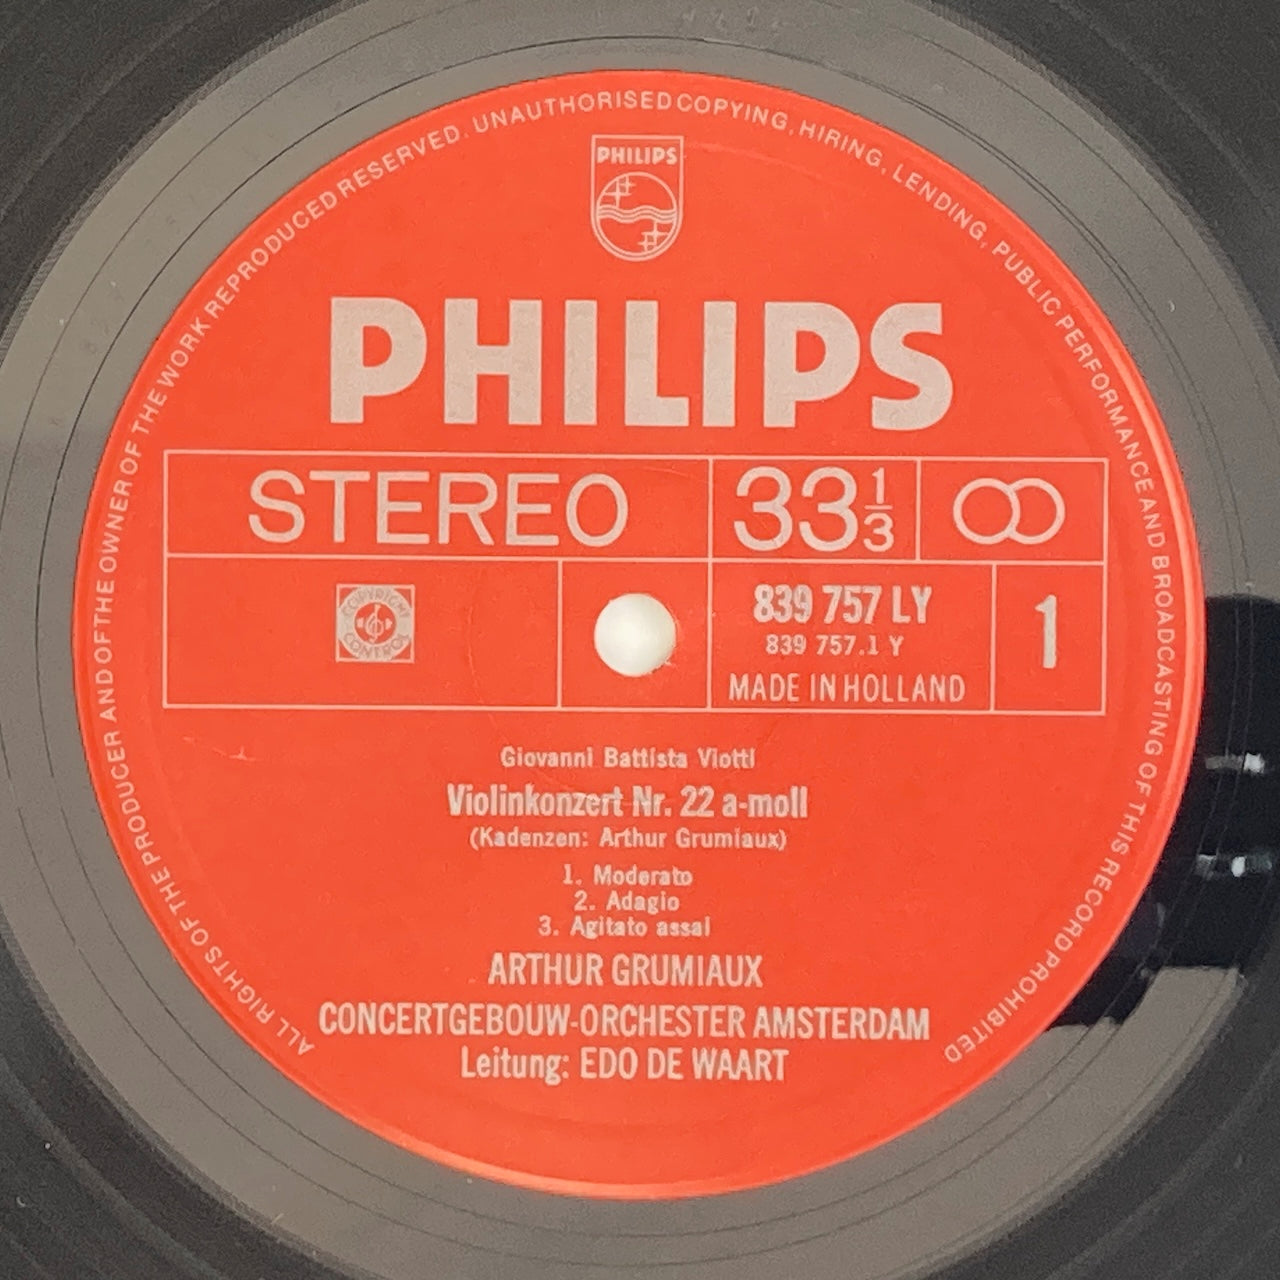 ALL RIGHTS OF THE PRODUCER AND OF THE OWNER OF THE WORK REPRODUCED RESERVED. UNAUTHORISED COPYING, HIRING, LENDING, PUBLIC PERFORMANCE AND BROADCASTING OF THIS RECORD PROHIBITED
PHILIPS
PHILIPS
STEREO 33 1/3
COPYRIGHT CONTROL
839 757 LY
839 757.1 Y
MADE IN HOLLAND
1
Giovanni Battista Viotti
Violinkonzert Nr. 22 a-moll
(Kadenzen: Arthur Grumiaux)
1. Moderato
2. Adagio
3. Agitato assai
ARTHUR GRUMIAUX
CONCERTGEBOUW-ORCHESTER AMSTERDAM
Leitung: EDO DE WAART